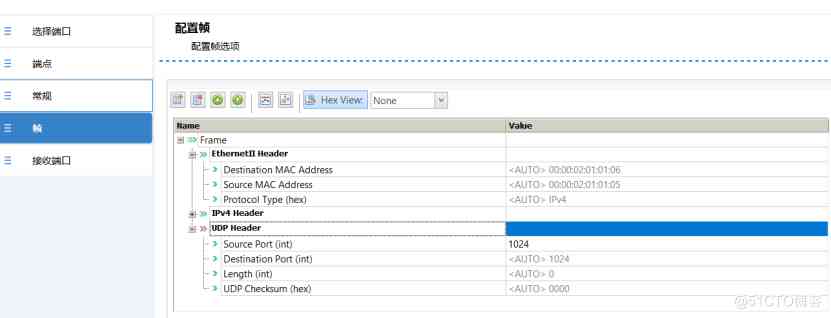 选择端口
端点
常规
帧
接收端口
配置帧
配置帧选项
Hex View: None
Name Value
Frame
EthernetII Header
Destination MAC Address <AUTO> 00:00:02:01:01:06
Source MAC Address <AUTO> 00:00:02:01:01:05
Protocol Type (hex) <AUTO> IPv4
IPv4 Header
UDP Header
Source Port (int) 1024
Destination Port (int) <AUTO> 1024
Length (int) <AUTO> 0
UDP Checksum (hex) <AUTO> 0000
@51CTO博客